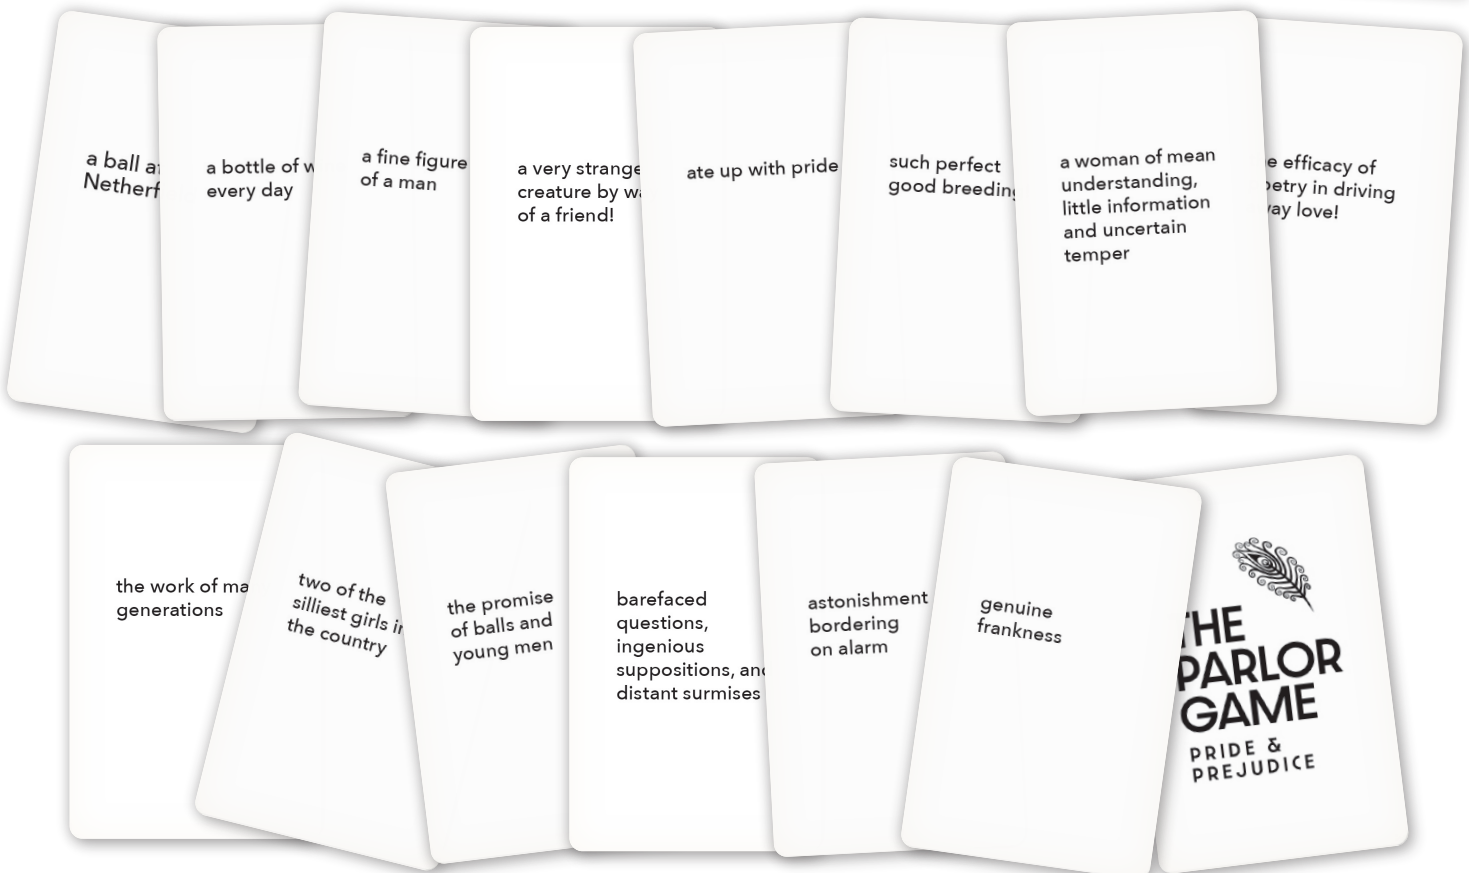 a ball at
Netherf
a bottle of w
every day
a fine figure
of a man
a very strange
creature by wa
of a friend!
ate up with pride
such perfect
good breeding
a woman of mean
understanding,
little information
and uncertain
temper
e efficacy of
etry in driving
ay love!
the work of ma
generations
two of the
silliest girls in
the country
the promise
of balls and
young men
barefaced
questions,
ingenious
suppositions, and
distant surmises
astonishment
bordering
on alarm
genuine
frankness
THE
PARLOR
GAME
PRIDE &
PREJUDICE